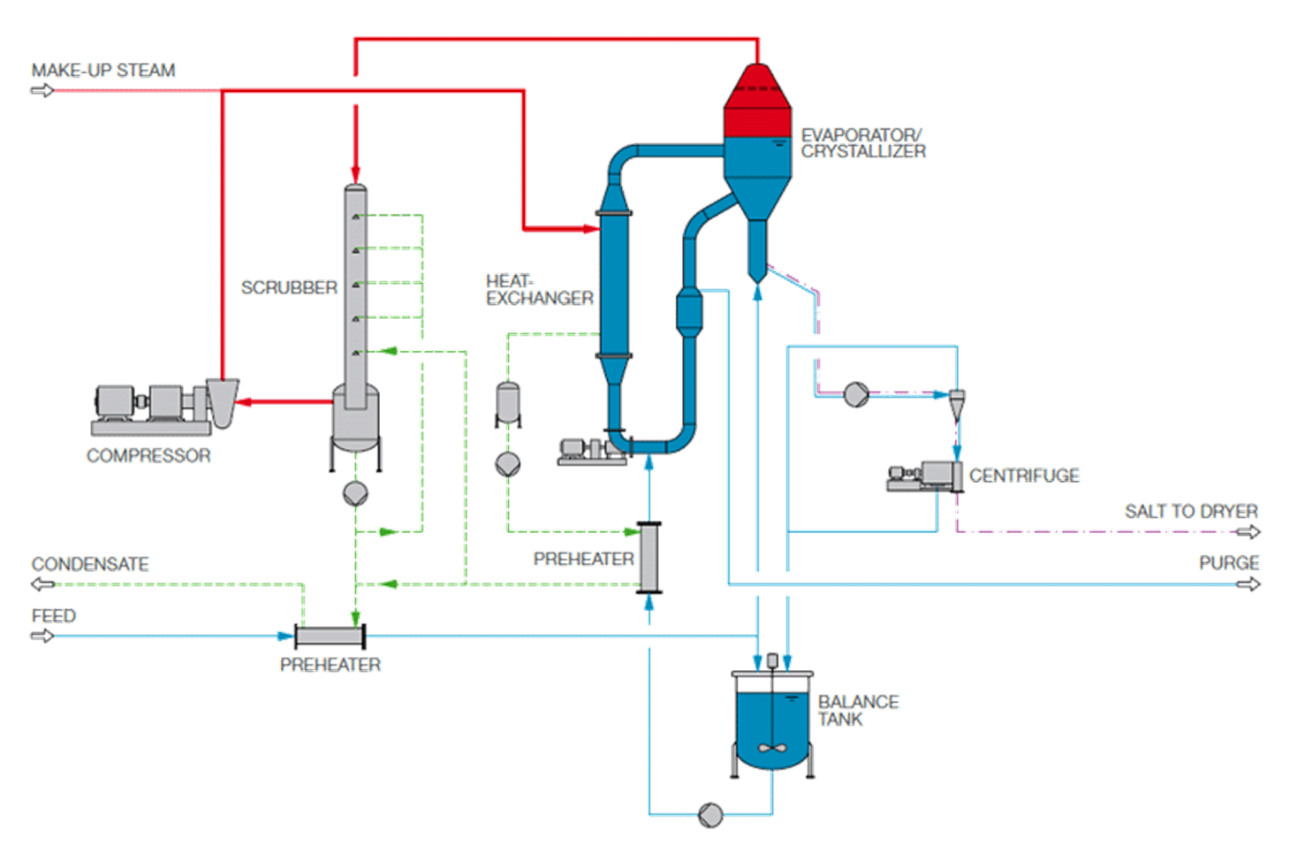 MAKE-UP STEAM
EVAPORATOR/
CRYSTALLIZER
SCRUBBER
HEAT-
EXCHANGER
COMPRESSOR
CENTRIFUGE
SALT TO DRYER
PREHEATER
CONDENSATE
PURGE
FEED
PREHEATER
BALANCE
TANK